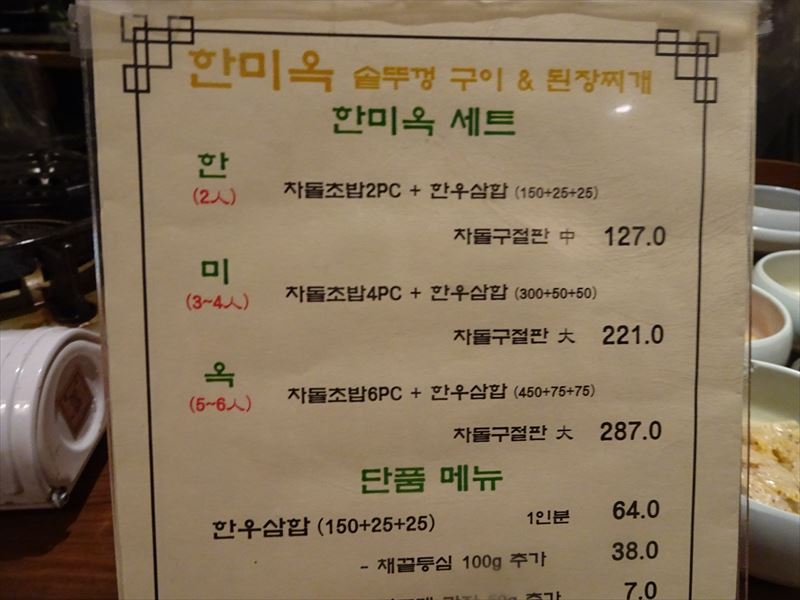 한미옥 솥뚜껑 구이 & 된장찌개
한미옥 세트
한
(2人)
차돌초밥2PC + 한우삼합 (150+25+25)
차돌구절판 中 127.0
미
(3~4人)
차돌초밥4PC + 한우삼합 (300+50+50)
차돌구절판 大 221.0
옥
(5~6人)
차돌초밥6PC + 한우삼합 (450+75+75)
차돌구절판 大 287.0
단품 메뉴
한우삼합 (150+25+25) 1인분 64.0
- 채끝등심 100g 추가 38.0
50g 추가 7.0